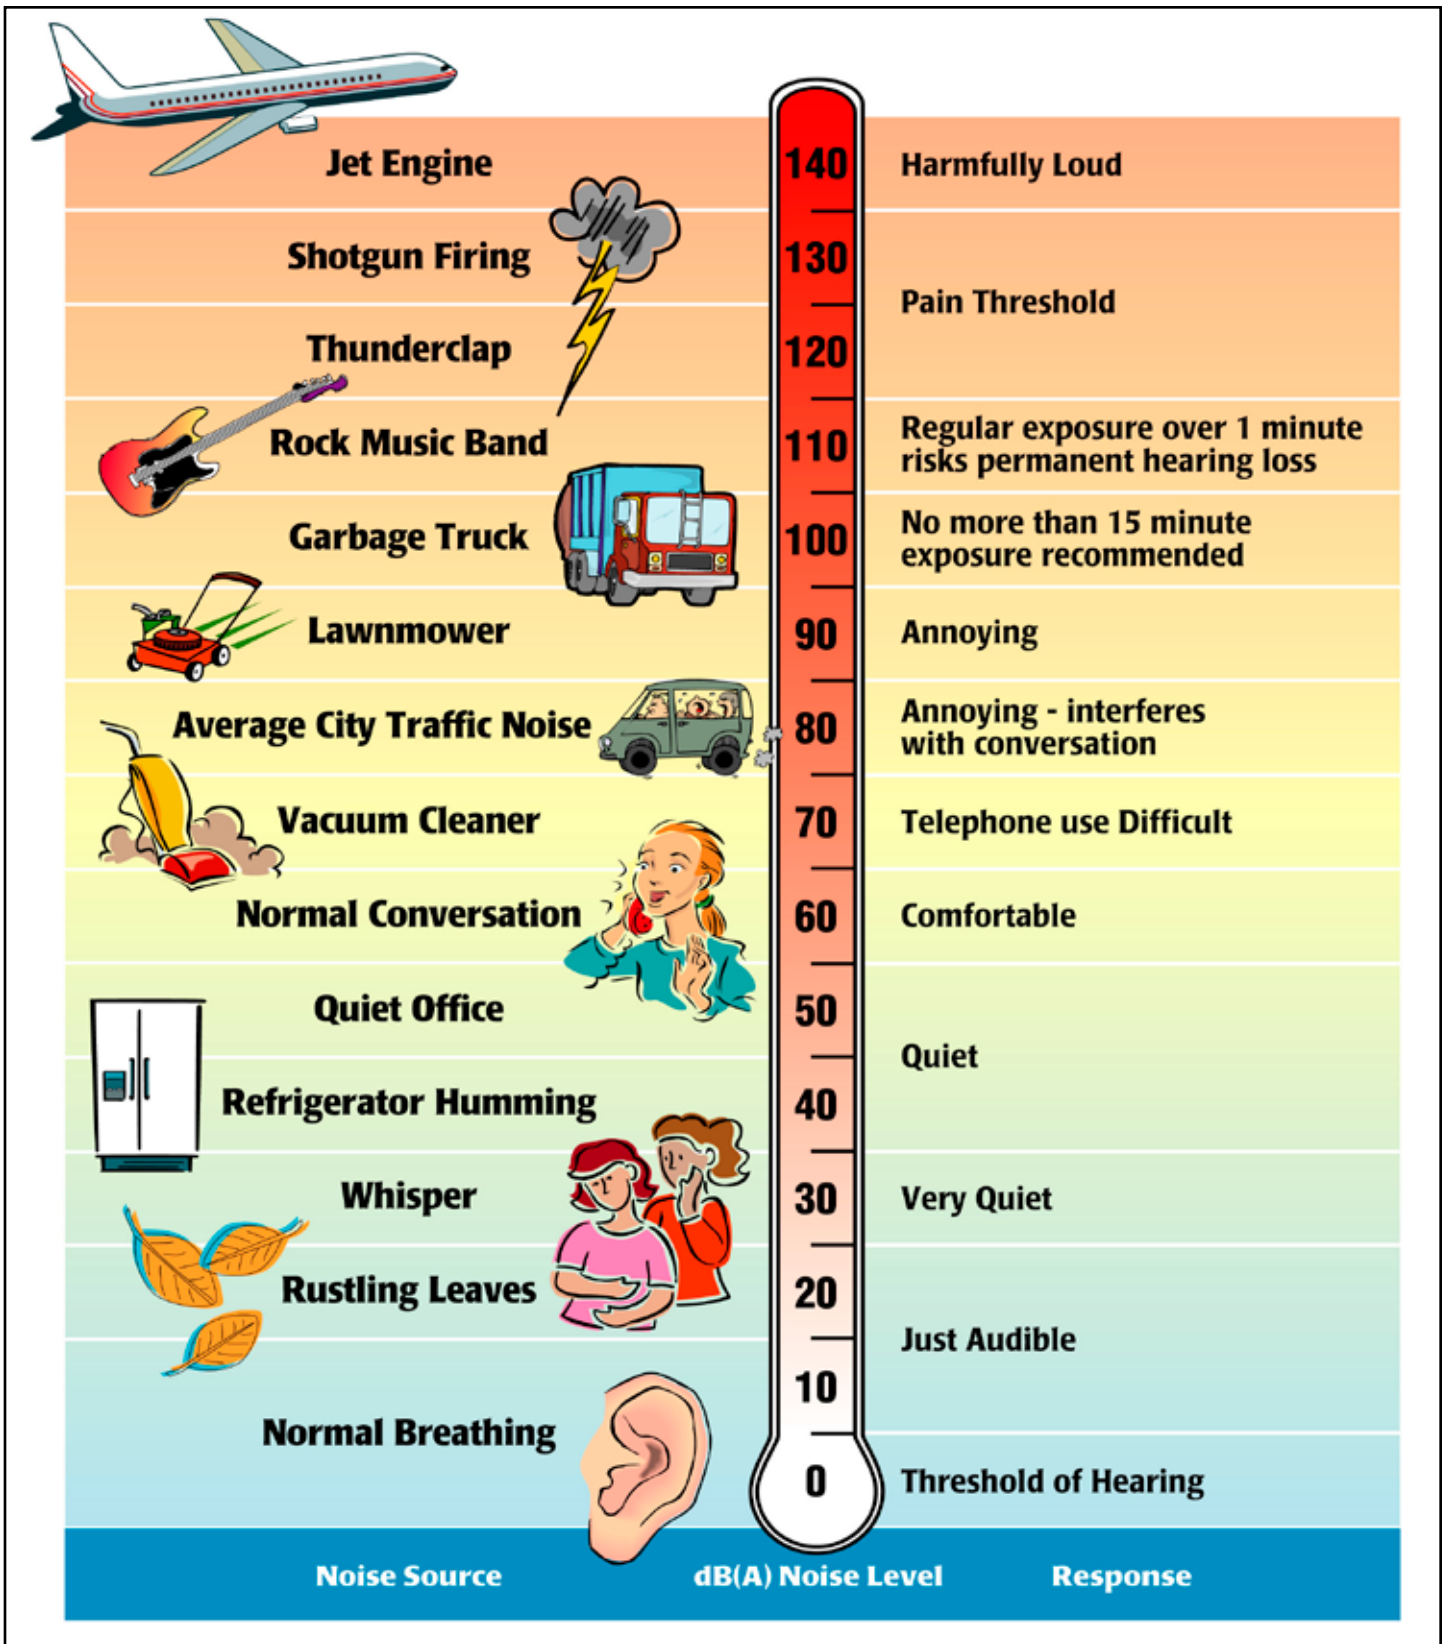 Jet Engine
140
Harmfully Loud
Shotgun Firing
130
Pain Threshold
Thunderclap
120
Rock Music Band
110
Regular exposure over 1 minute
risks permanent hearing loss
Garbage Truck
100
No more than 15 minute
exposure recommended
Lawnmower
90
Annoying
Average City Traffic Noise
80
Annoying - interferes
with conversation
Vacuum Cleaner
70
Telephone use Difficult
Normal Conversation
60
Comfortable
Quiet Office
50
Quiet
Refrigerator Humming
40
Whisper
30
Very Quiet
Rustling Leaves
20
Just Audible
10
Normal Breathing
0
Threshold of Hearing
Noise Source
dB(A) Noise Level
Response